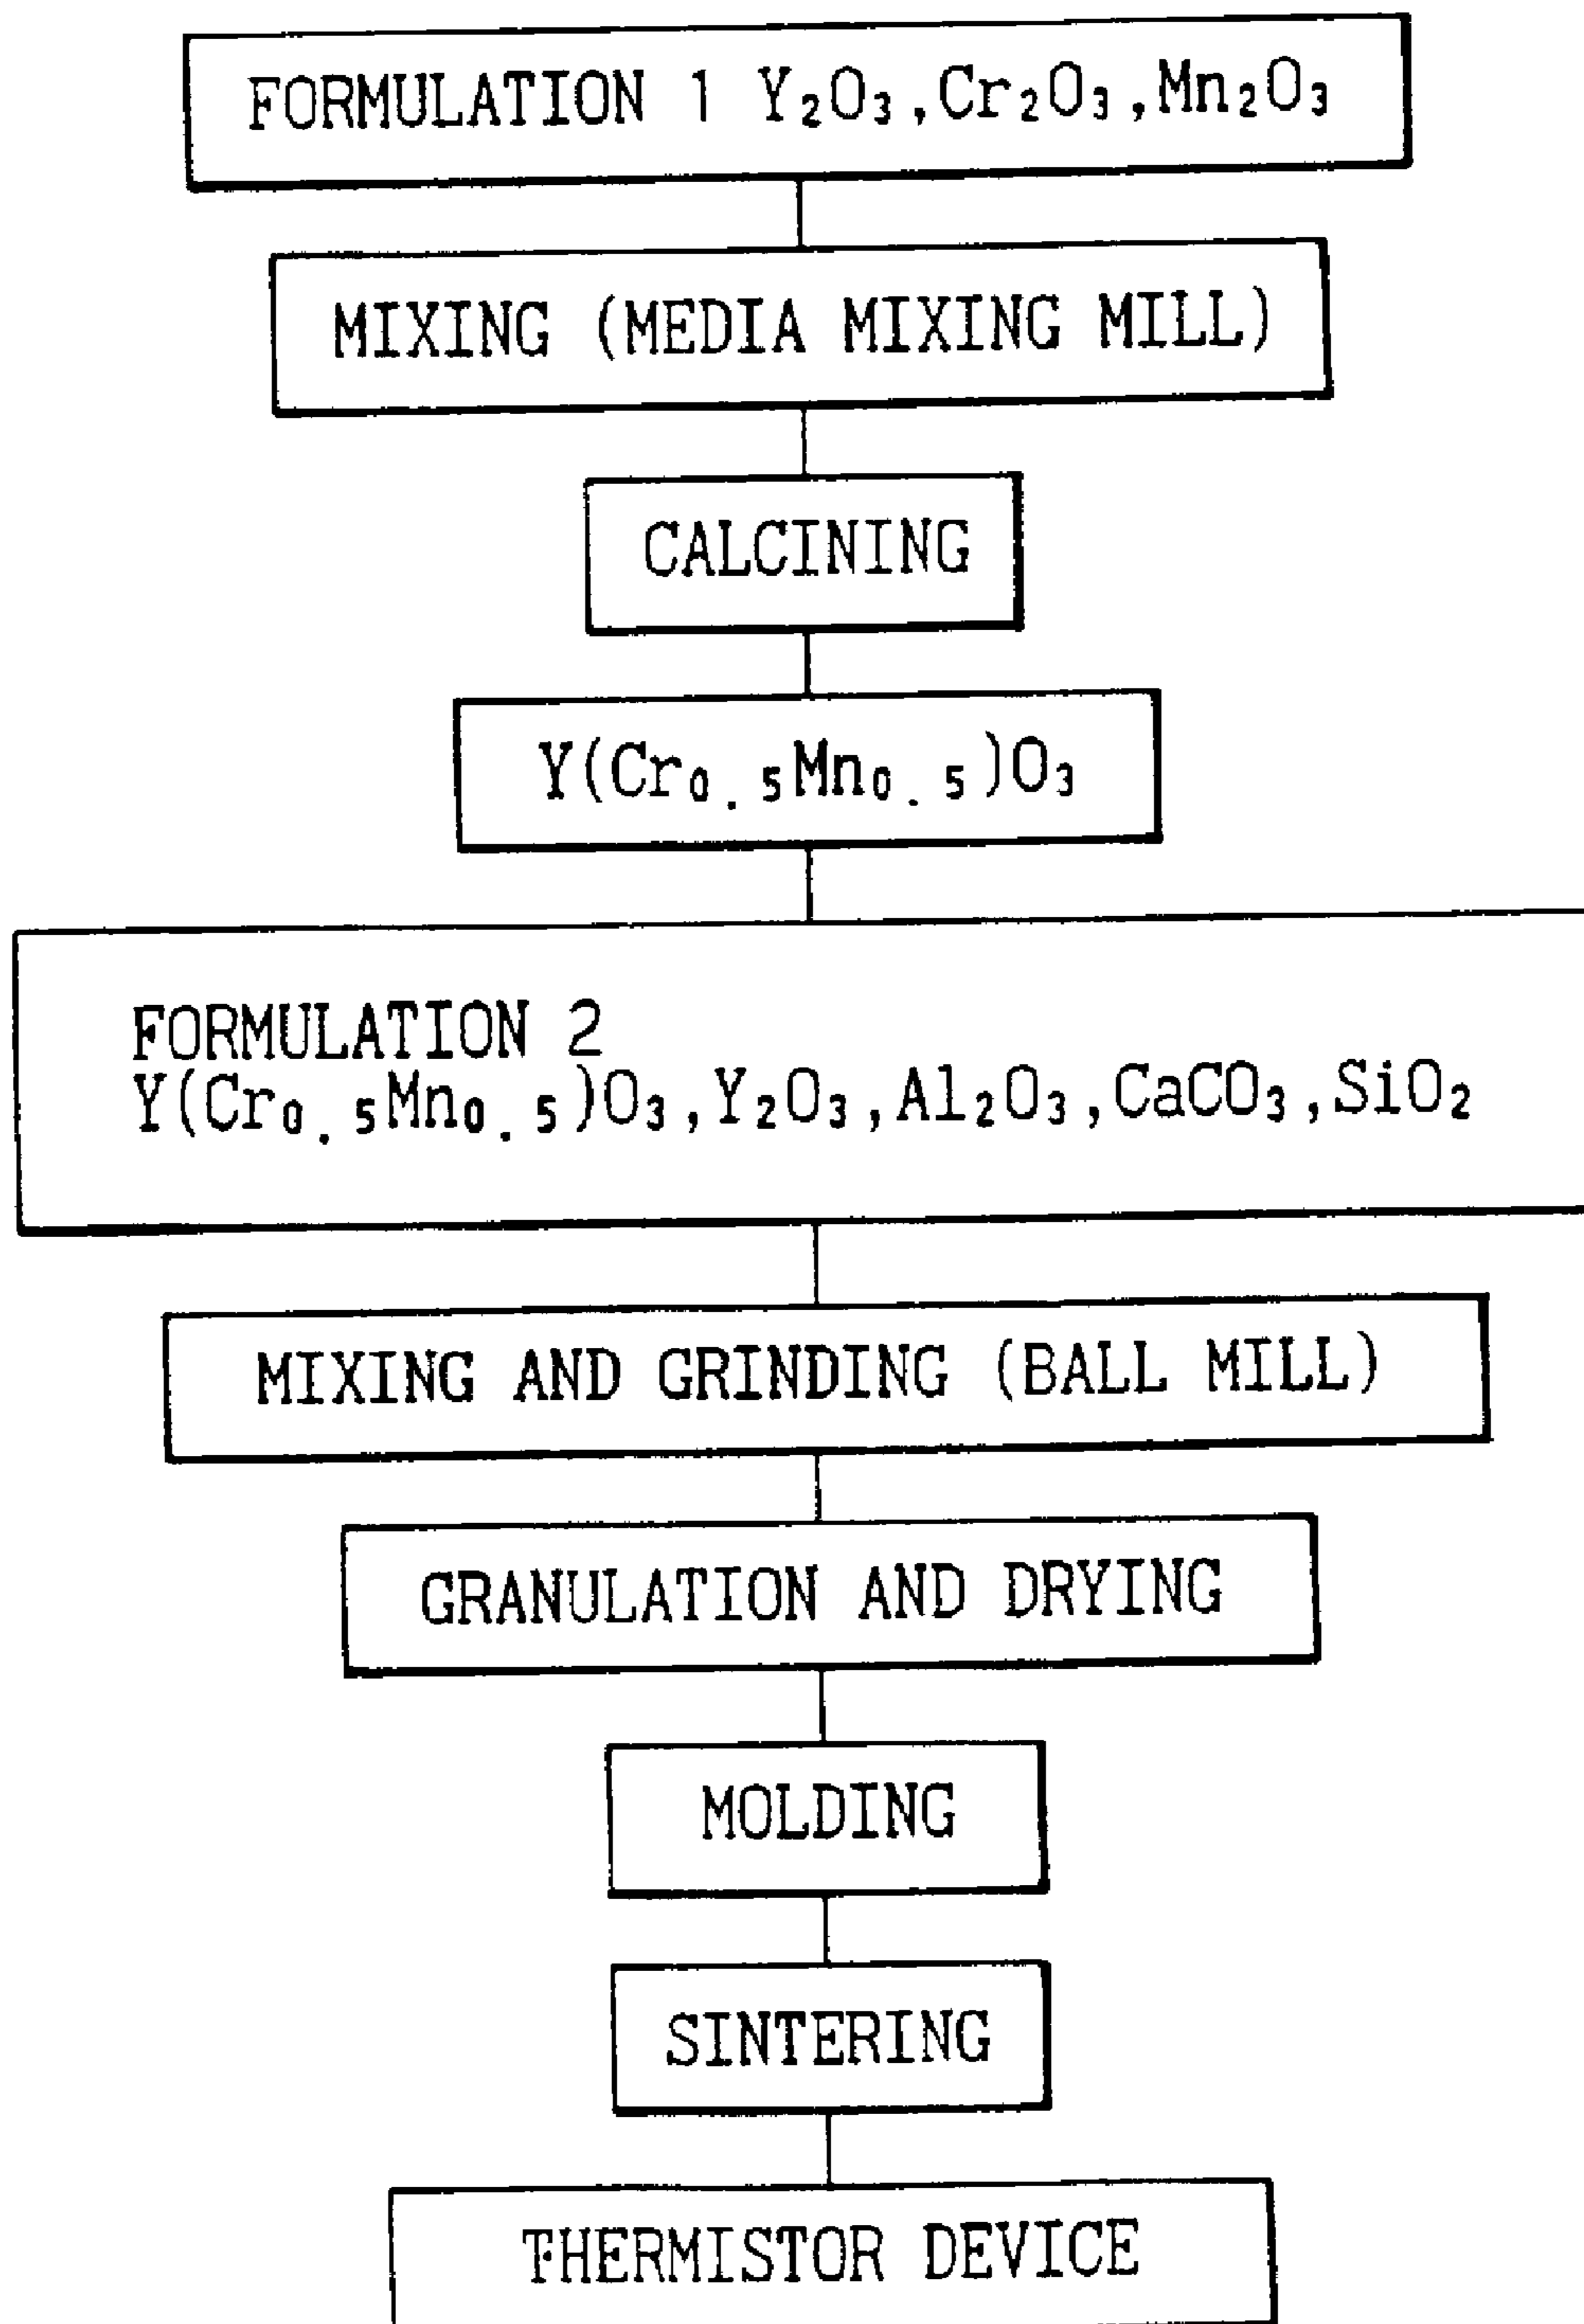 FORMULATION 1 Y₂O₃,Cr₂O₃,Mn₂O₃
MIXING (MEDIA MIXING MILL)
CALCINING
Y(Cr₀.₅Mn₀.₅)O₃
FORMULATION 2
Y(Cr₀.₅Mn₀.₅)O₃,Y₂O₃,Al₂O₃,CaCO₃,SiO₂
MIXING AND GRINDING (BALL MILL)
GRANULATION AND DRYING
MOLDING
SINTERING
THERMISTOR DEVICE